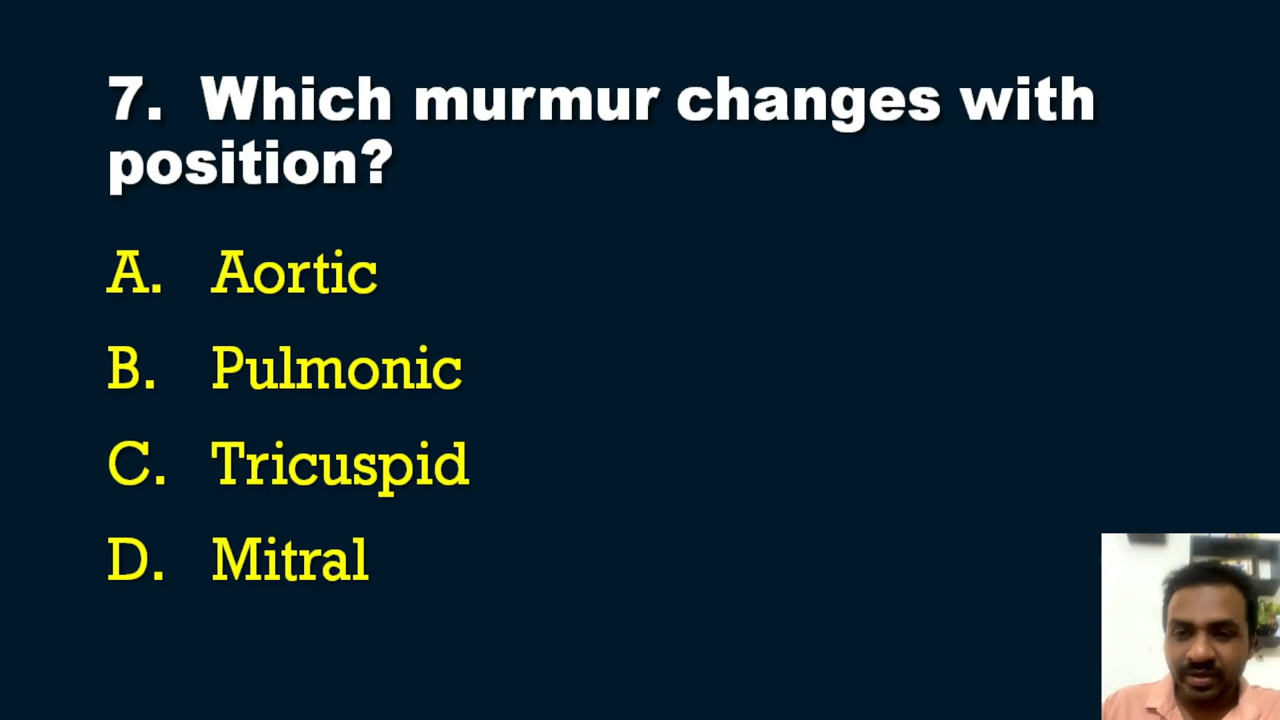 7. Which murmur changes with
position?
A. Aortic
B. Pulmonic
C. Tricuspid
D. Mitral